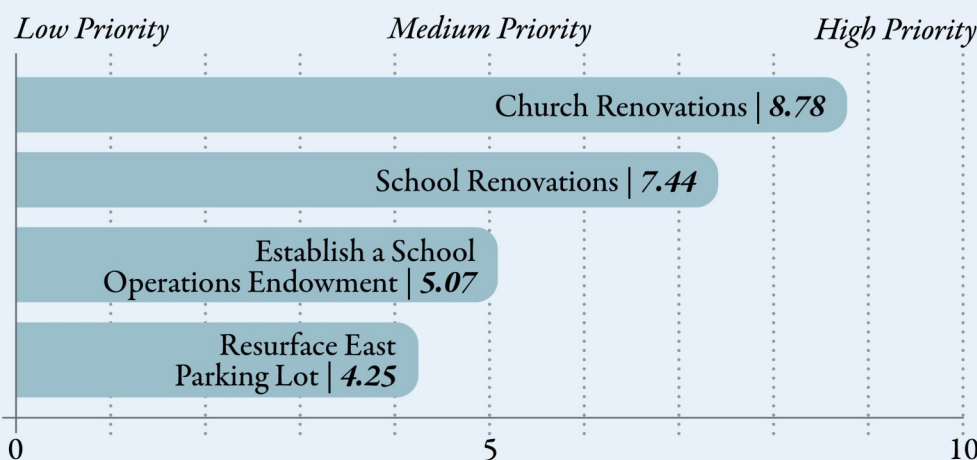 Low Priority Medium Priority High Priority
Church Renovations | 8.78
School Renovations | 7.44
Establish a School
Operations Endowment | 5.07
Resurface East
Parking Lot | 4.25
0 5 10